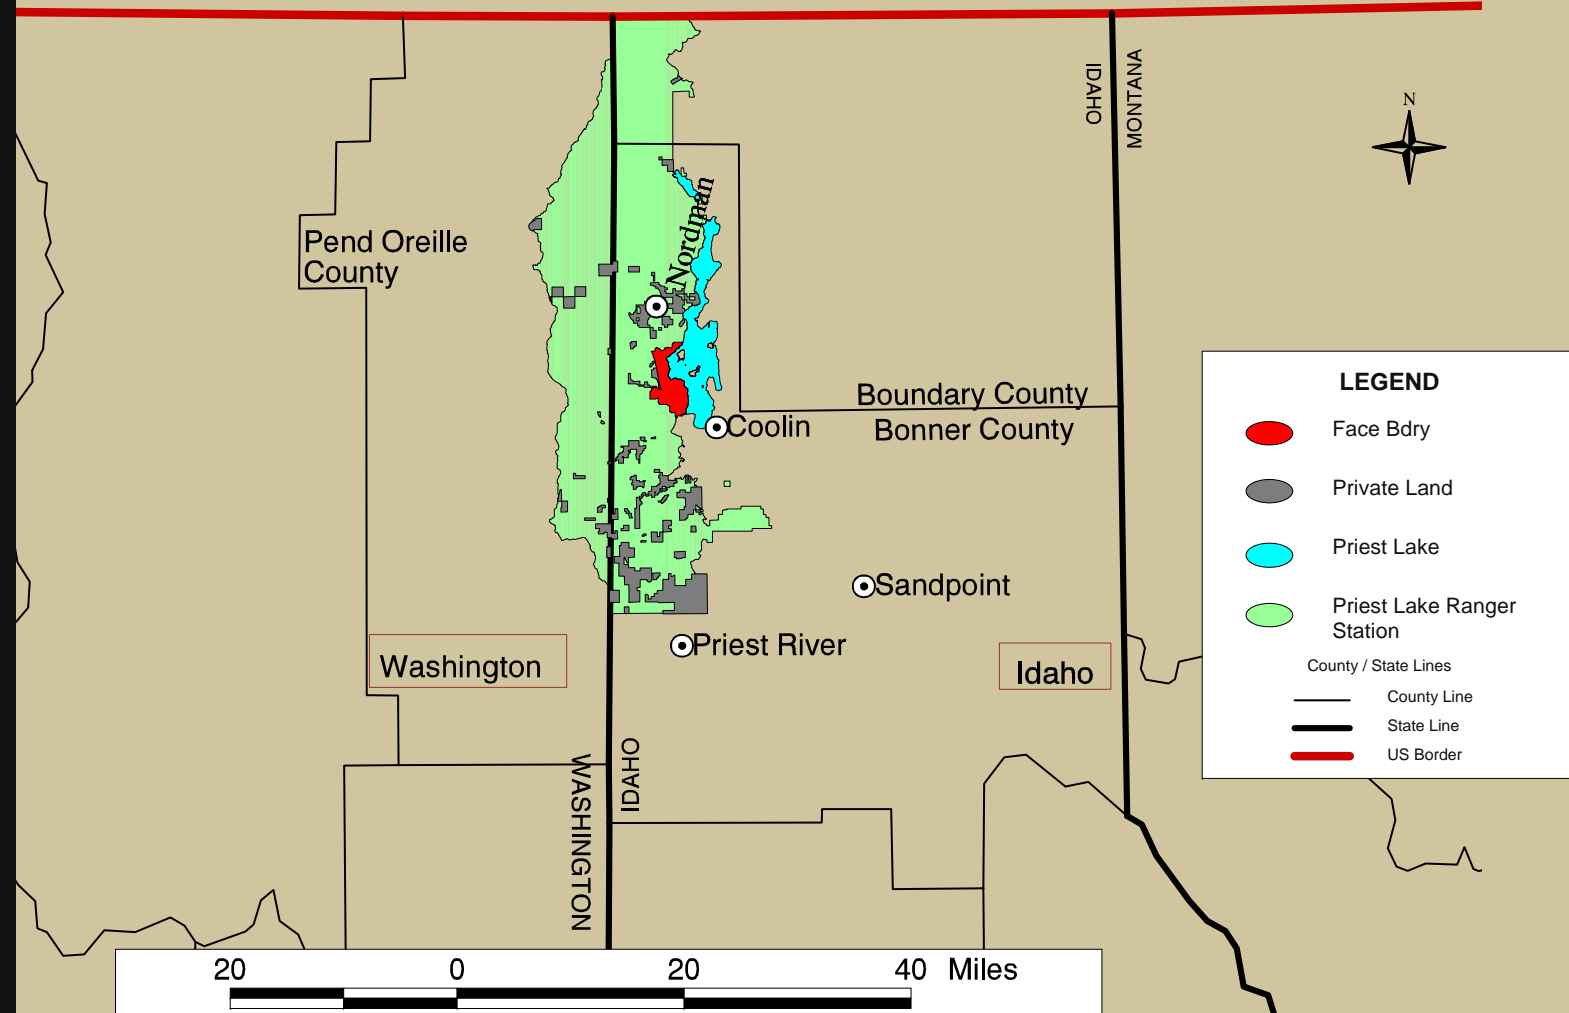 IDAHO
MONTANA
N
Nordman
Pend Oreille
County
Boundary County
Bonner County
Coolin
Sandpoint
Priest River
Washington
Idaho
WASHINGTON
IDAHO
LEGEND
Face Bdry
Private Land
Priest Lake
Priest Lake Ranger
Station
County / State Lines
County Line
State Line
US Border
20 0 20 40 Miles